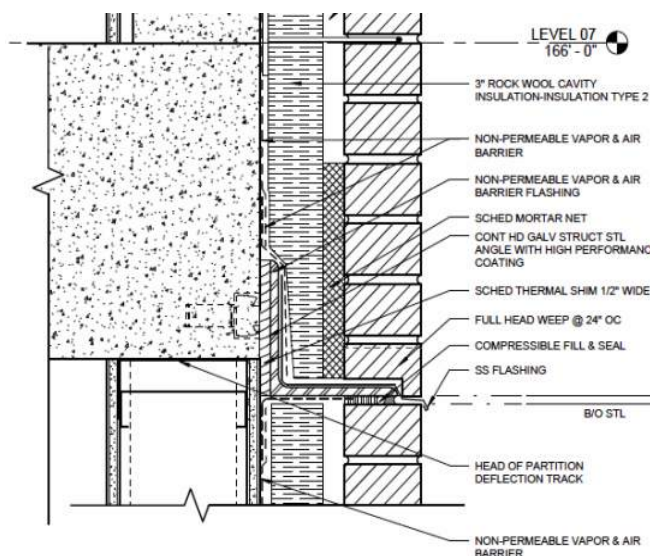 LEVEL 07
166' - 0"
3" ROCK WOOL CAVITY
INSULATION-INSULATION TYPE 2
NON-PERMEABLE VAPOR & AIR
BARRIER
NON-PERMEABLE VAPOR & AIR
BARRIER FLASHING
SCHED MORTAR NET
CONT HD GALV STRUCT STL
ANGLE WITH HIGH PERFORMANC
COATING
SCHED THERMAL SHIM 1/2" WIDE
FULL HEAD WEEP @ 24" OC
COMPRESSIBLE FILL & SEAL
SS FLASHING
B/O STL
HEAD OF PARTITION
DEFLECTION TRACK
NON-PERMEABLE VAPOR & AIR
BARRIER